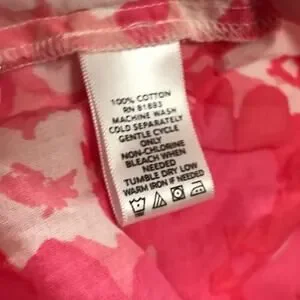 100% COTTON
RN 81883
MACHINE WASH
COLD SEPARATELY
GENTLE CYCLE
ONLY
NON-CHLORINE
BLEACH WHEN
NEEDED
TUMBLE DRY LOW
WARM IRON IF NEEDED